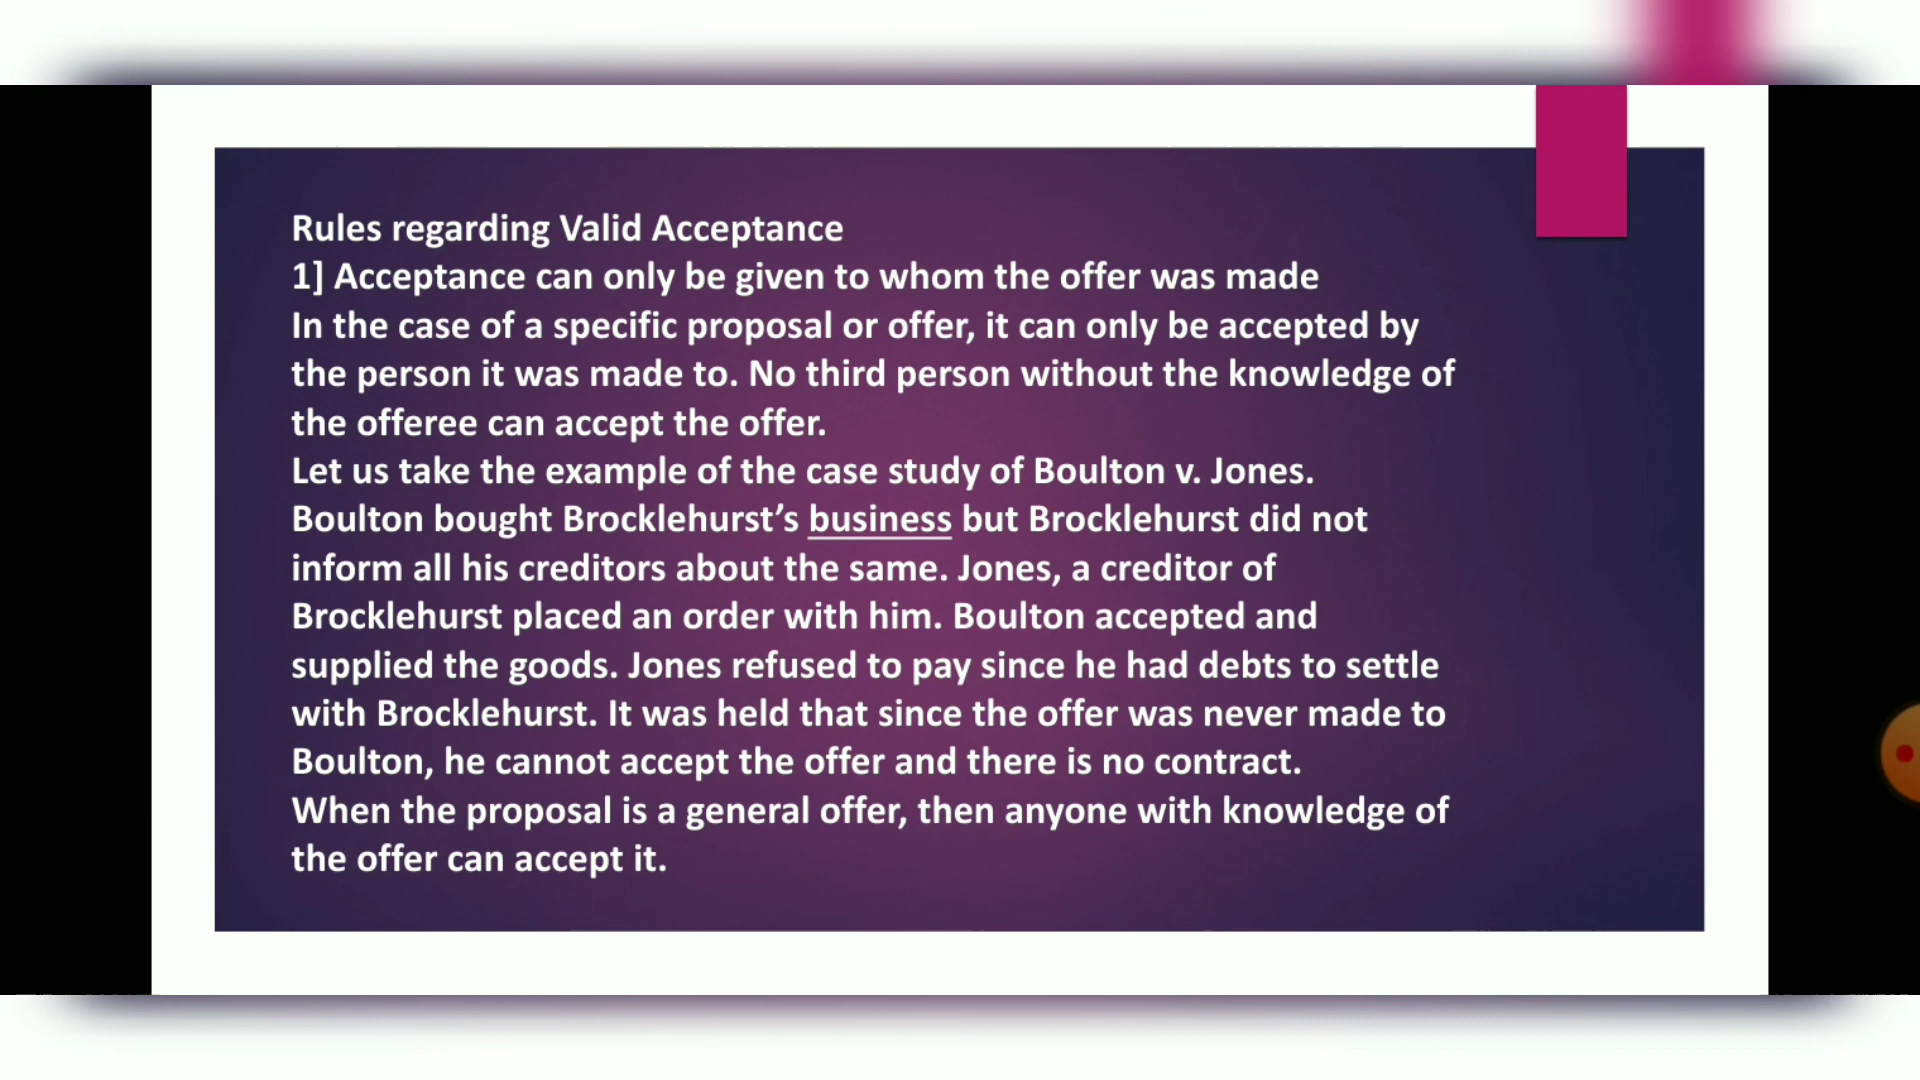 Rules regarding Valid Acceptance
1] Acceptance can only be given to whom the offer was made
In the case of a specific proposal or offer, it can only be accepted by
the person it was made to. No third person without the knowledge of
the offeree can accept the offer.
Let us take the example of the case study of Boulton v. Jones.
Boulton bought Brocklehurst’s business but Brocklehurst did not
inform all his creditors about the same. Jones, a creditor of
Brocklehurst placed an order with him. Boulton accepted and
supplied the goods. Jones refused to pay since he had debts to settle
with Brocklehurst. It was held that since the offer was never made to
Boulton, he cannot accept the offer and there is no contract.
When the proposal is a general offer, then anyone with knowledge of
the offer can accept it.